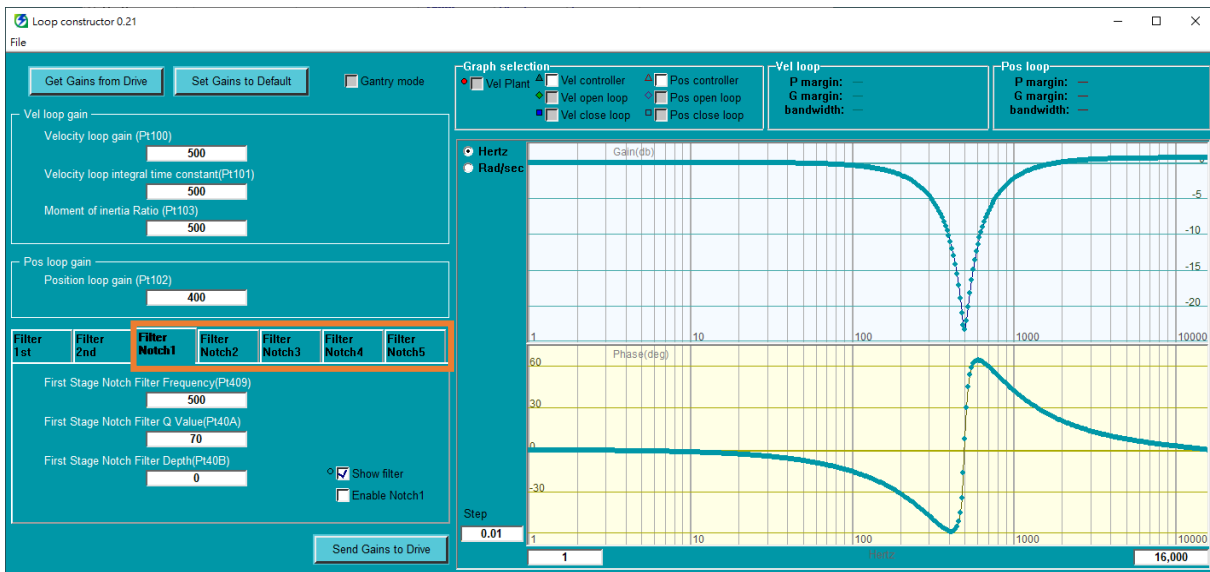 Loop constructor 0.21
File
Get Gains from Drive
Set Gains to Default
Gantry mode
Vel loop gain
Velocity loop gain (Pt100)
500
Velocity loop integral time constant(Pt101)
500
Moment of inertia Ratio (Pt103)
500
Pos loop gain
Position loop gain (Pt102)
400
Filter 1st
Filter 2nd
Filter Notch1
Filter Notch2
Filter Notch3
Filter Notch4
Filter Notch5
First Stage Notch Filter Frequency(Pt409)
500
First Stage Notch Filter Q Value(Pt40A)
70
First Stage Notch Filter Depth(Pt40B)
0
Show filter
Enable Notch1
Send Gains to Drive
Graph selection
Vel Plant
Vel controller
Pos controller
Vel open loop
Pos open loop
Vel close loop
Pos close loop
Vel loop
P margin: —
G margin: —
bandwidth: —
Pos loop
P margin: —
G margin: —
bandwidth: —
Hertz
Rad/sec
Gain(db)
0
-5
-10
-15
-20
1 10 100 1000 10000
Phase(deg)
60
30
0
-30
1 10 100 1000 10000
Step
0.01
1
Hertz
16,000